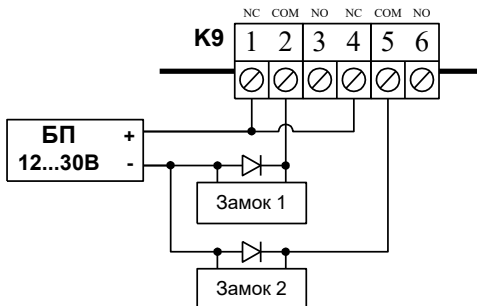 NC COM NO NC COM NO
K9 1 2 3 4 5 6
БП +
12...30В -
Замок 1
Замок 2